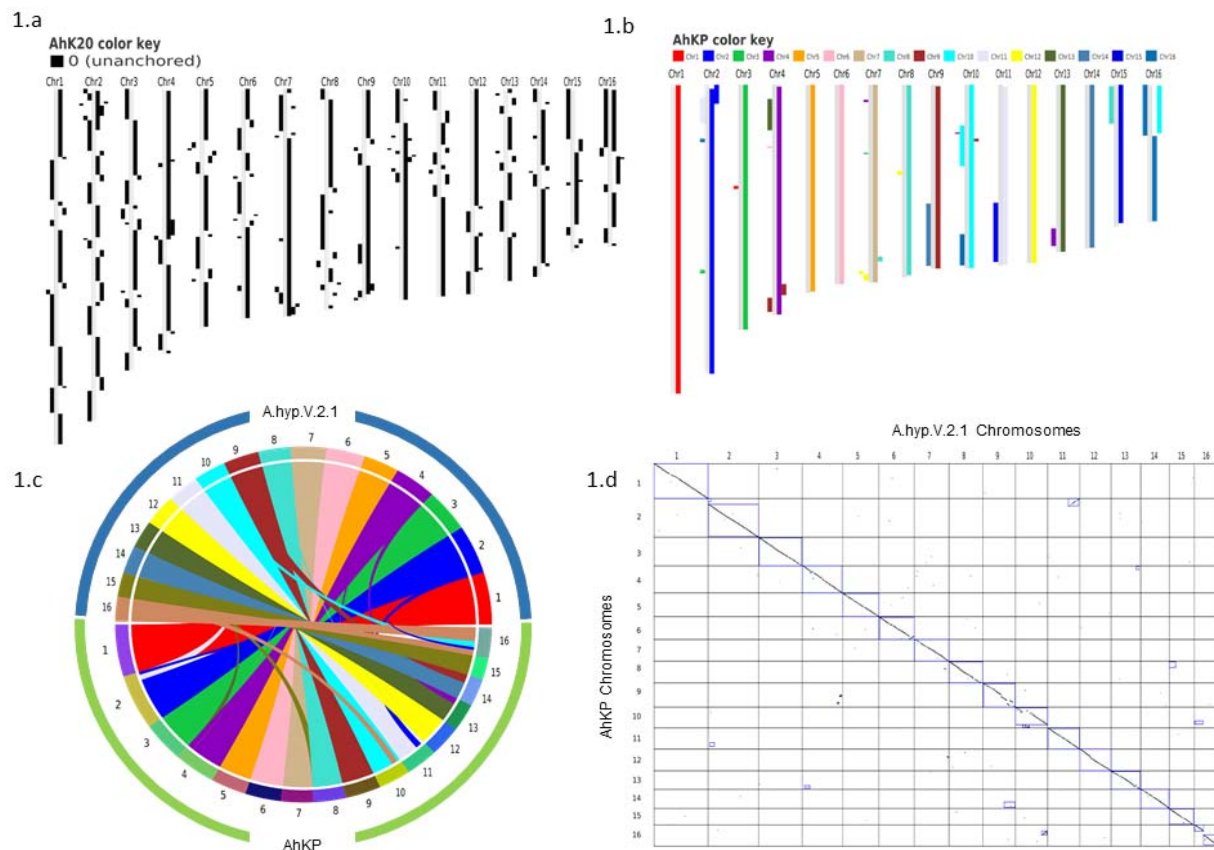 1.a
AhK20 color key
0 (unanchored)
Chr1 Chr2 Chr3 Chr4 Chr5 Chr6 Chr7 Chr8 Chr9 Chr10 Chr11 Chr12 Chr13 Chr14 Chr15 Chr16
1.b
AhKP color key
Chr1 Chr2 Chr3 Chr4 Chr5 Chr6 Chr7 Chr8 Chr9 Chr10 Chr11 Chr12 Chr13 Chr14 Chr15 Chr16
Chr1 Chr2 Chr3 Chr4 Chr5 Chr6 Chr7 Chr8 Chr9 Chr10 Chr11 Chr12 Chr13 Chr14 Chr15 Chr16
1.c
A.hyp.V.2.1
16 15 14 13 12 11 10 9 8 7 6 5 4 3 2 1
1 2 3 4 5 6 7 8 9 10 11 12 13 14 15 16
AhKP
1.d
A.hyp.V.2.1 Chromosomes
1 2 3 4 5 6 7 8 9 10 11 12 13 14 15 16
AhKP Chromosomes
1
2
3
4
5
6
7
8
9
10
11
12
13
14
15
16